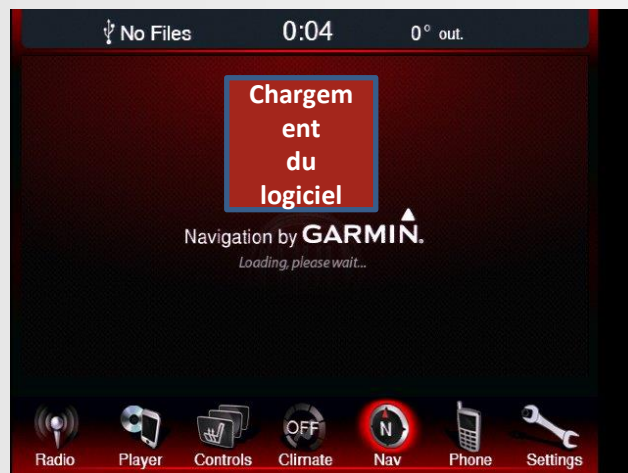 No Files 0:04 0° out.
Chargem
ent
du
logiciel
Navigation by GARMIN.
Loading, please wait...
OFF
N
Radio Player Controls Climate Nav Phone Settings